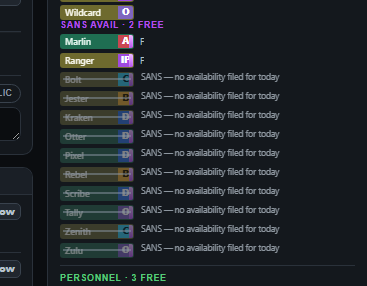 Wildcard O
SANS AVAIL · 2 FREE
Marlin A F
Ranger IP F
Bolt SANS — no availability filed for today
Jester SANS — no availability filed for today
LIC
Kraken D SANS — no availability filed for today
Otter D SANS — no availability filed for today
Pixel D SANS — no availability filed for today
Rebel SANS — no availability filed for today
Scribe D SANS — no availability filed for today
Tally O SANS — no availability filed for today
ow
Zenith SANS — no availability filed for today
Zulu O SANS — no availability filed for today
ow
PERSONNEL · 3 FREE